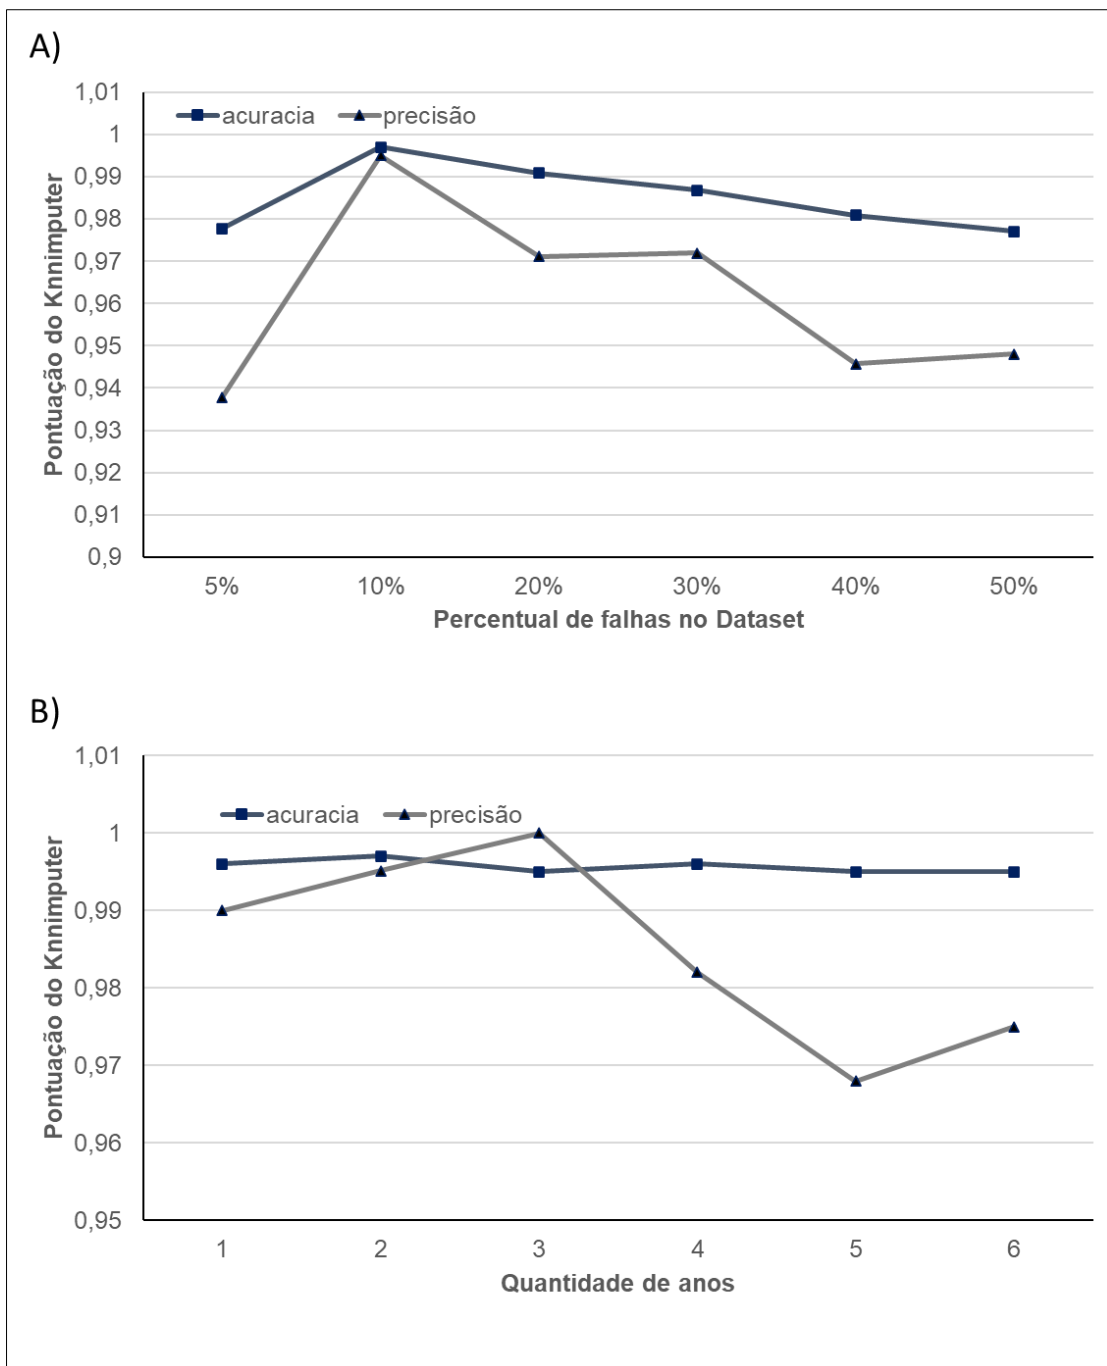 A)
1,01
acuracia precisão
1
0,99
0,98
0,97
0,96
0,95
0,94
0,93
0,92
0,91
0,9
Pontuação do Knnimputer
5% 10% 20% 30% 40% 50%
Percentual de falhas no Dataset
B)
1,01
acuracia precisão
1
0,99
0,98
0,97
0,96
0,95
Pontuação do Knnimputer
1 2 3 4 5 6
Quantidade de anos